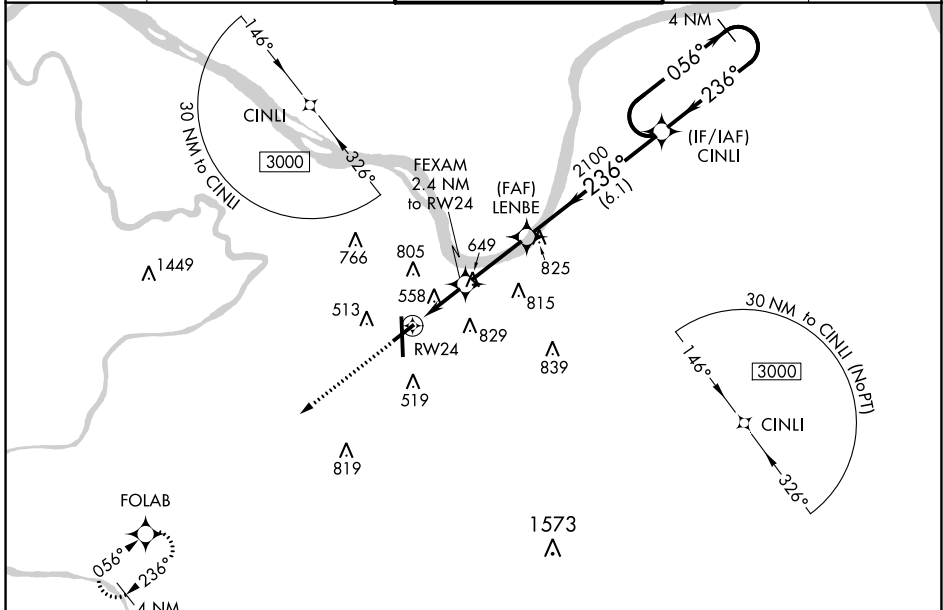 4 NM
056°
236°
(IF/IAF)
CINLI
146°
CINLI
326°
3000
30 NM to CINLI
FEXAM
2.4 NM
to RW24
(FAF)
LENBE
2100
236°
(6.1)
1449
766
805
649
825
558
815
513
829
RW24
839
519
819
30 NM to CINLI (NoPT)
146°
3000
CINLI
326°
FOLAB
056°
236°
4 NM
1573